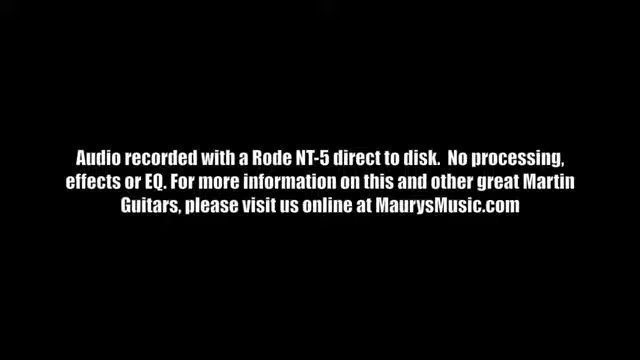 Audio recorded with a Rode NT-5 direct to disk.  No processing,
effects or EQ. For more information on this and other great Martin
Guitars, please visit us online at MaurysMusic.com